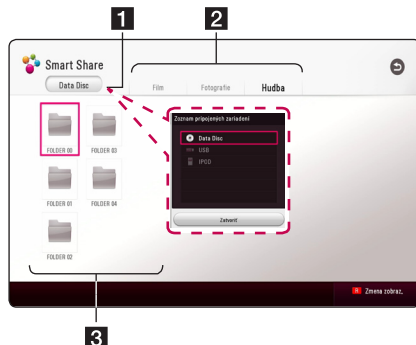 1
2
Smart Share
Data Disc
Film
Fotografie
Hudba
Zoznam pripojených zariadení
Data Disc
USB
IPOD
Zatvoriť
FOLDER 00
FOLDER 03
FOLDER 01
FOLDER 04
FOLDER 02
R Zmena zobraz.
3